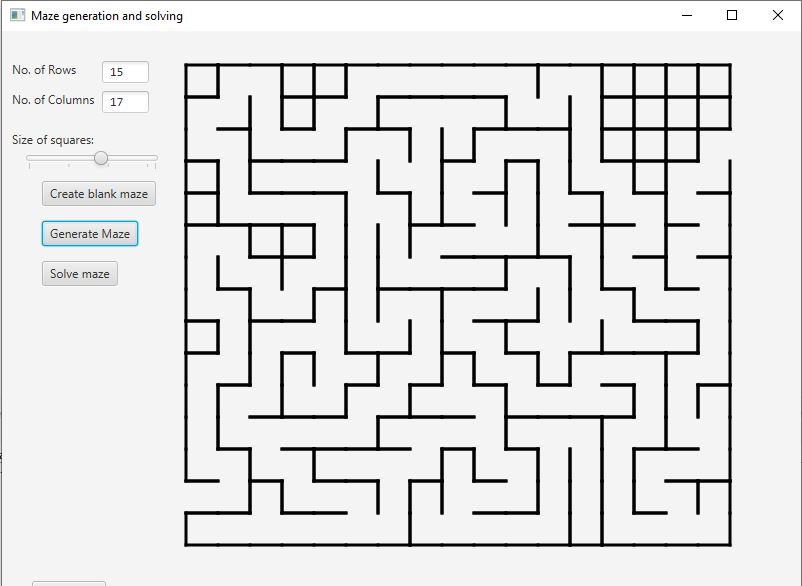 Maze generation and solving
No. of Rows 15
No. of Columns 17
Size of squares:
Create blank maze
Generate Maze
Solve maze